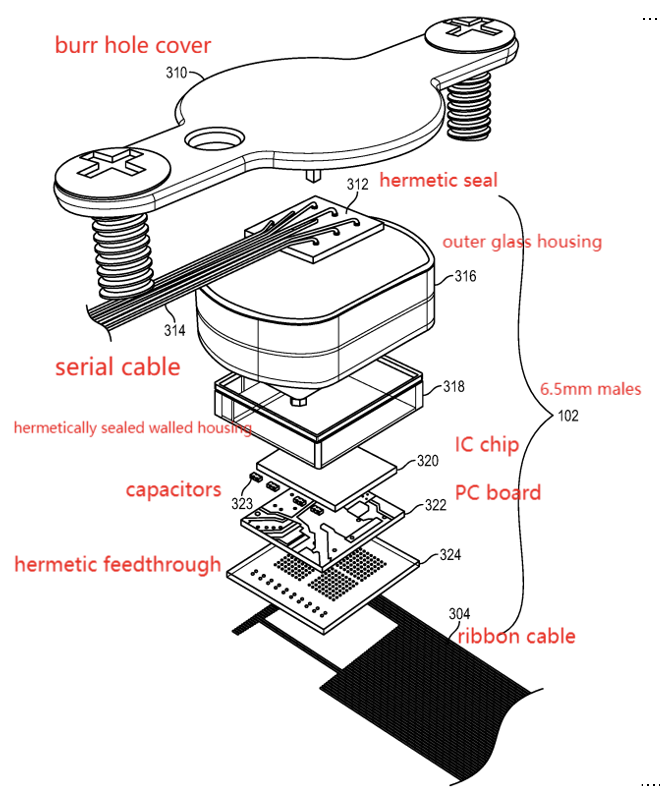 burr hole cover
310
312
hermetic seal
outer glass housing
316
314
serial cable
318
6.5mm males
102
hermetically sealed walled housing
IC chip
320
capacitors
323
PC board
322
hermetic feedthrough
324
304
ribbon cable